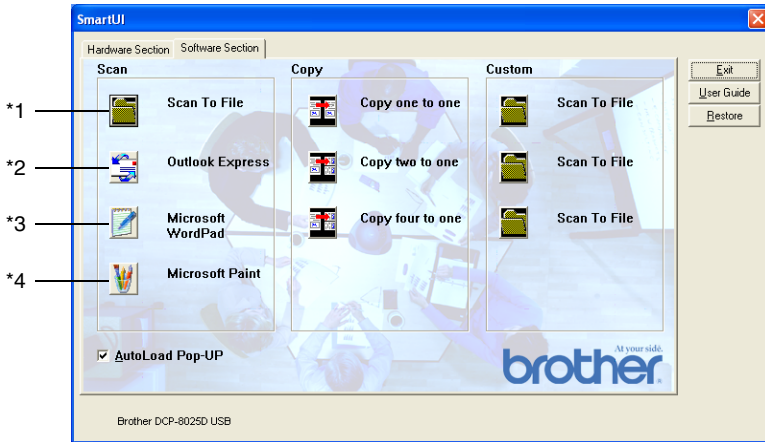 SmartUI
Hardware Section Software Section
Scan Copy Custom
Exit
User Guide
Restore
*1 Scan To File Copy one to one Scan To File
*2 Outlook Express Copy two to one Scan To File
*3 Microsoft WordPad Copy four to one Scan To File
*4 Microsoft Paint
AutoLoad Pop-UP
At your side.
brother.
Brother DCP-8025D USB